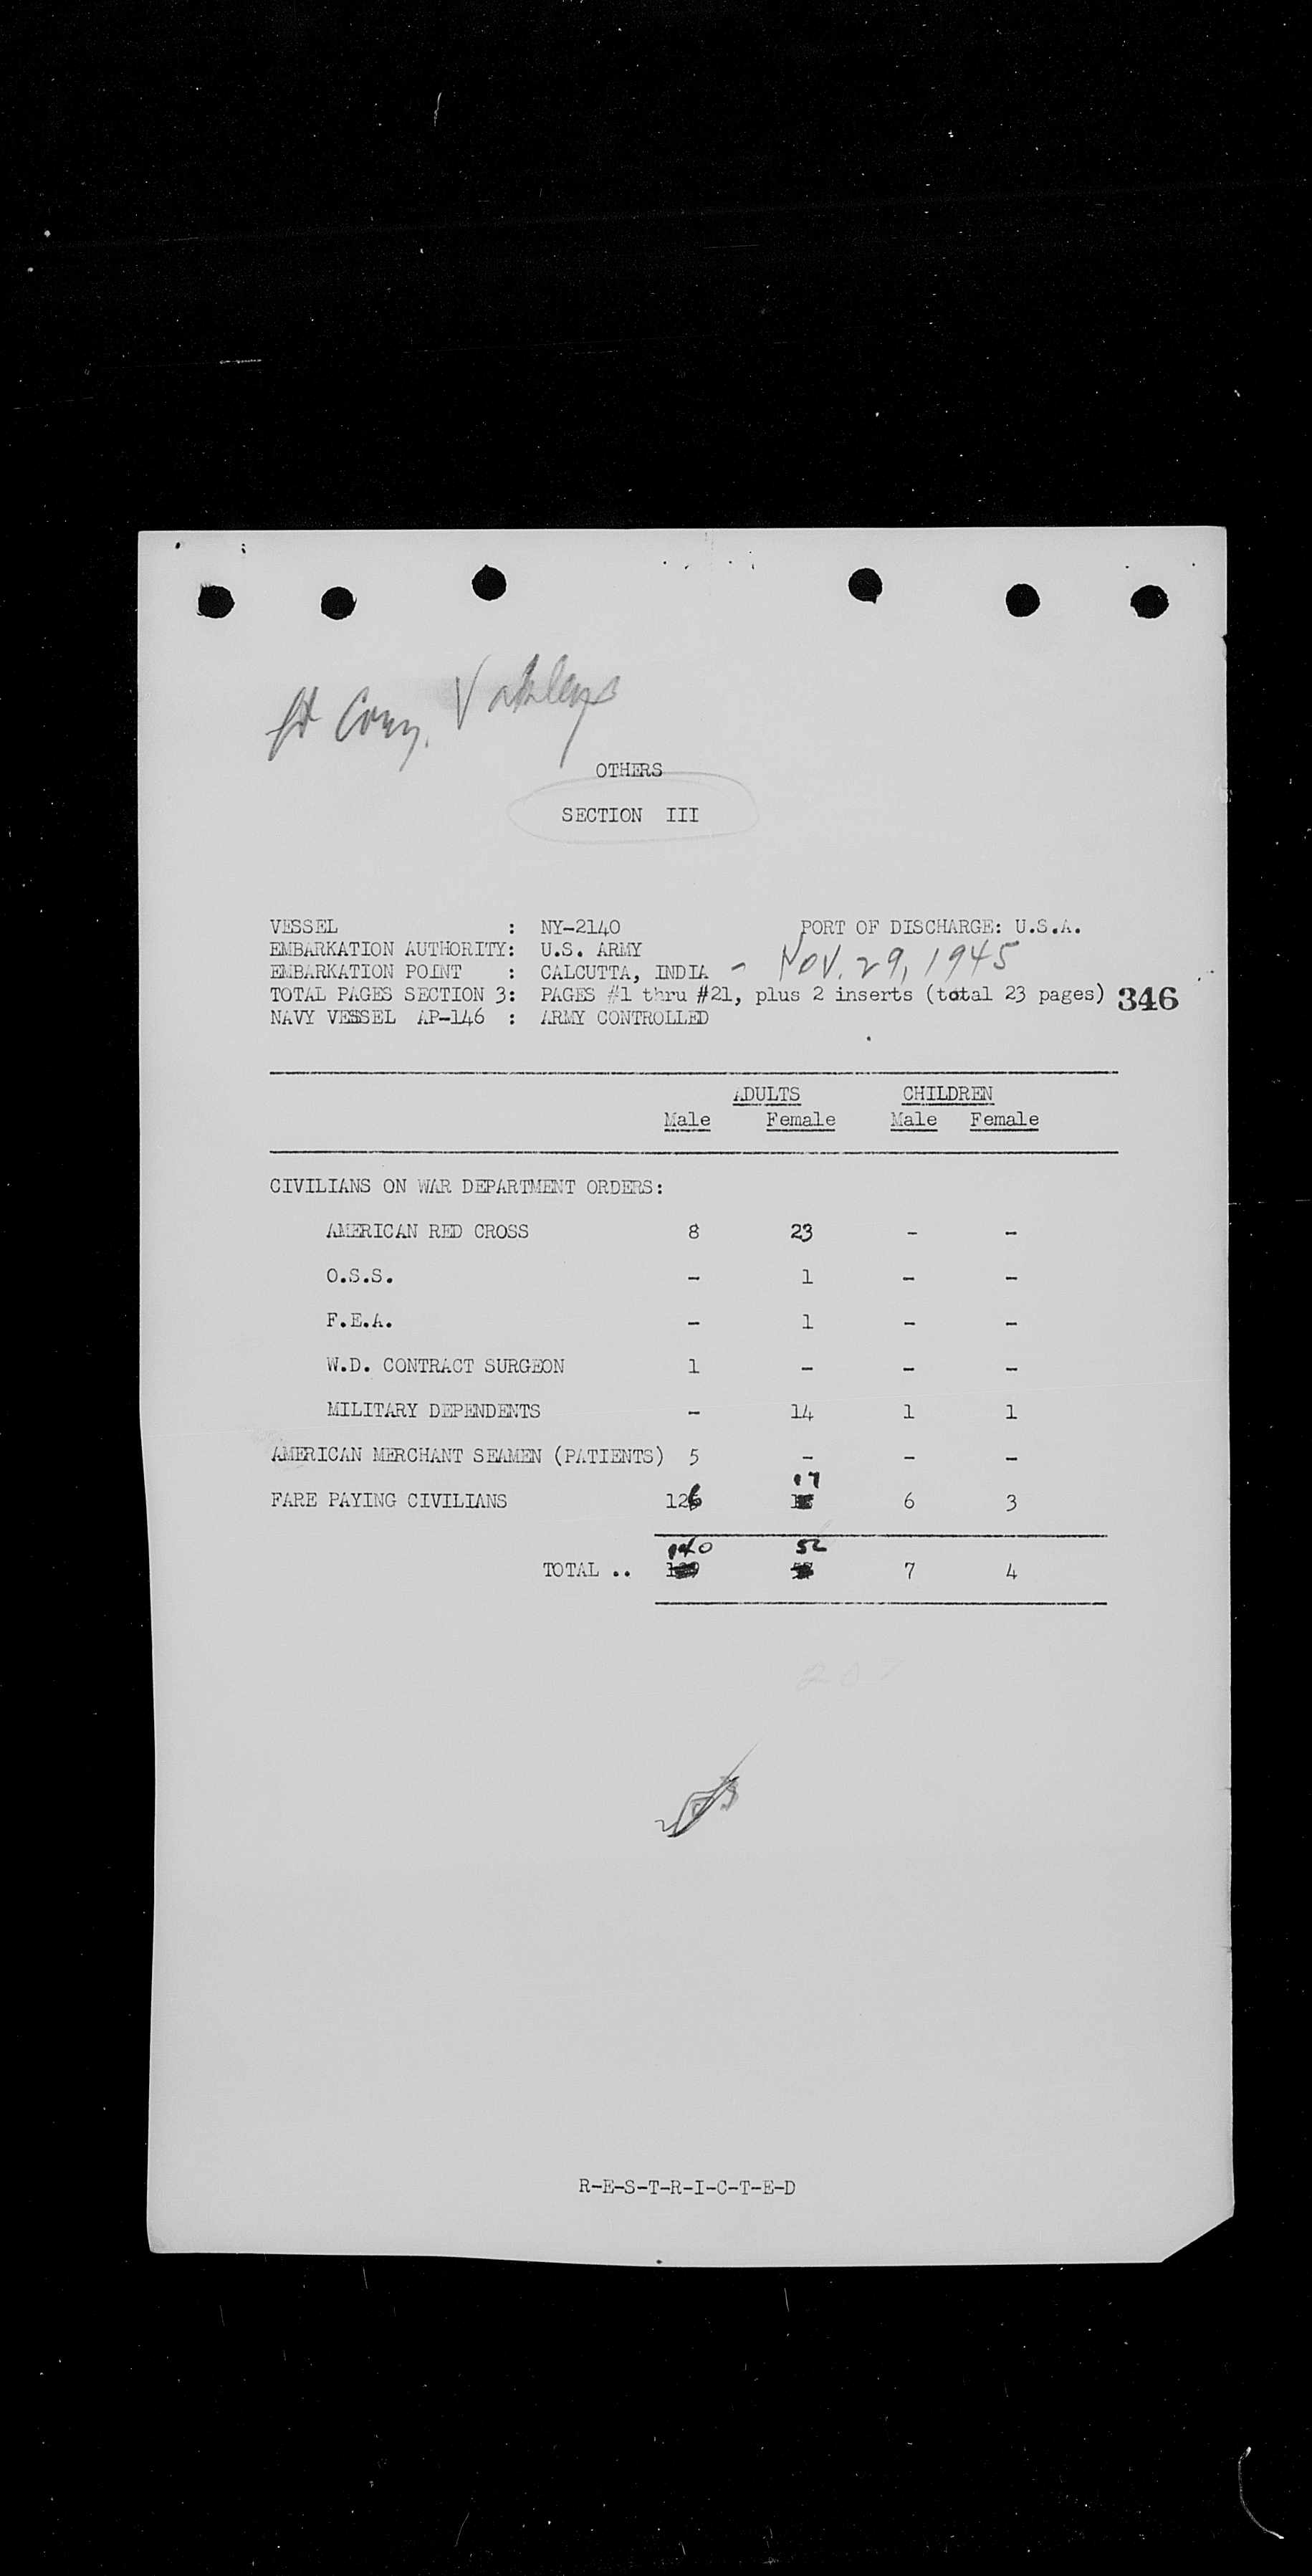 Lt Comy.
OTHERS
SECTION III
VESSEL : NY-2140 PORT OF DISCHARGE: U.S.A.
EMBARKATION AUTHORITY: U.S. ARMY
EMBARKATION POINT : CALCUTTA, INDIA - Nov. 29, 1945
TOTAL PAGES SECTION 3: PAGES #1 thru #21, plus 2 inserts (total 23 pages) 346
NAVY VESSEL AP-146 : ARMY CONTROLLED
ADULTS CHILDREN
Male Female Male Female
CIVILIANS ON WAR DEPARTMENT ORDERS:
AMERICAN RED CROSS 8 23 - -
O.S.S. - 1 - -
F.E.A. - 1 - -
W.D. CONTRACT SURGEON 1 - - -
MILITARY DEPENDENTS - 14 1 1
AMERICAN MERCHANT SEAMEN (PATIENTS) 5 - - -
17
FARE PAYING CIVILIANS 126 6 3
140 56
TOTAL .. 7 4
207
R-E-S-T-R-I-C-T-E-D